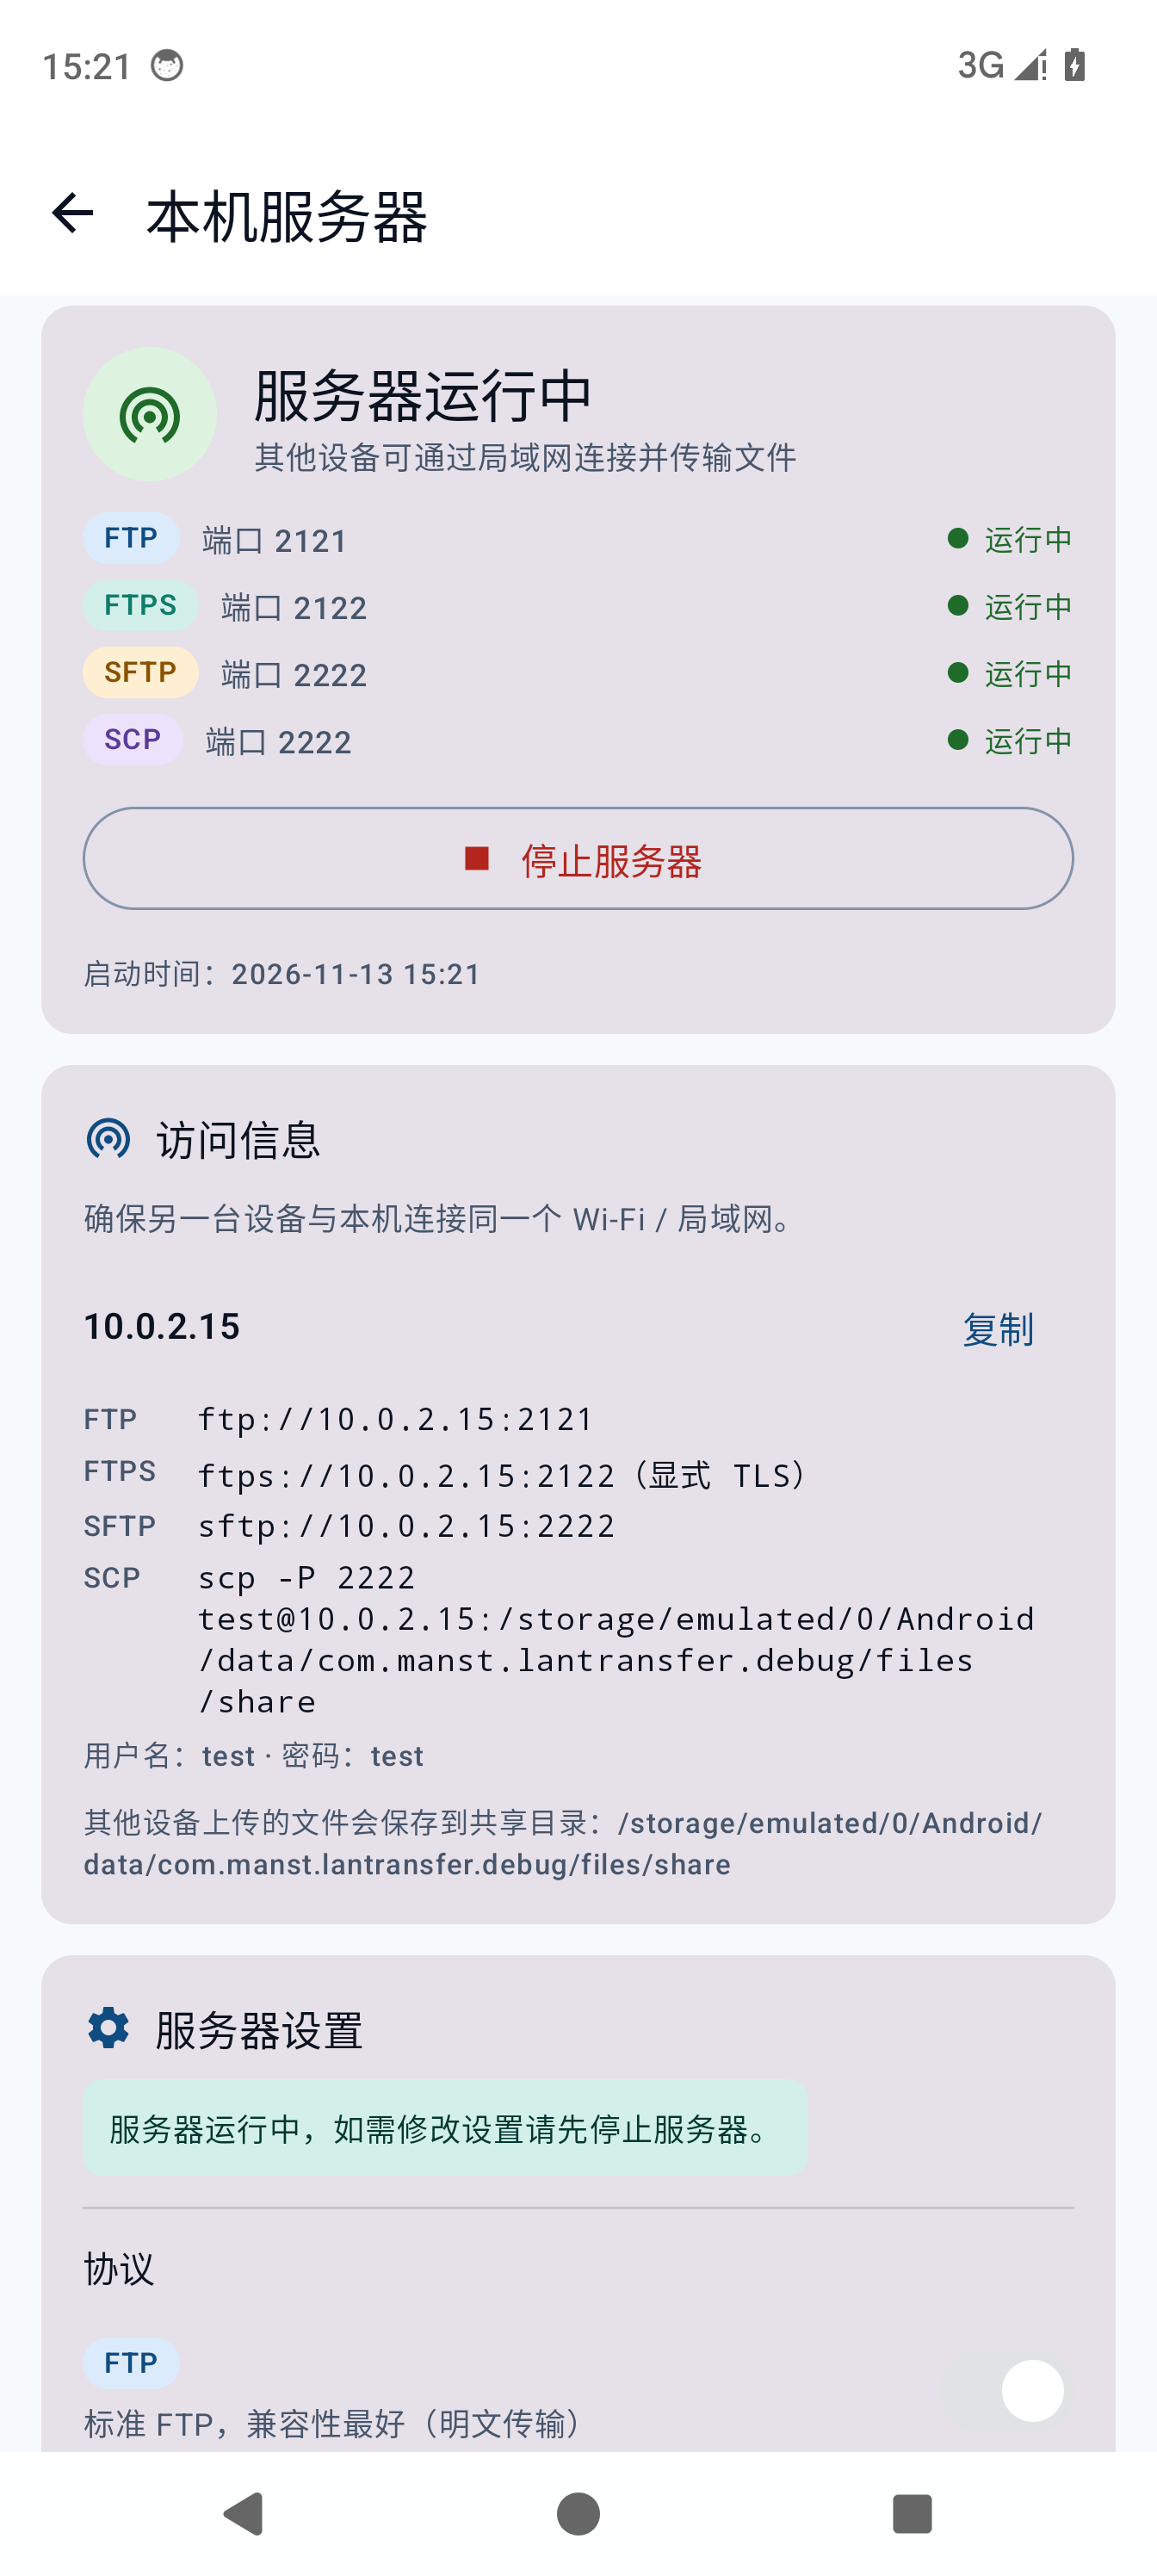 15:21
3G
本机服务器
服务器运行中
其他设备可通过局域网连接并传输文件
FTP 端口 2121 运行中
FTPS 端口 2122 运行中
SFTP 端口 2222 运行中
SCP 端口 2222 运行中
停止服务器
启动时间：2026-11-13 15:21
访问信息
确保另一台设备与本机连接同一个 Wi-Fi / 局域网。
10.0.2.15 复制
FTP ftp://10.0.2.15:2121
FTPS ftps://10.0.2.15:2122（显式 TLS）
SFTP sftp://10.0.2.15:2222
SCP scp -P 2222
test@10.0.2.15:/storage/emulated/0/Android
/data/com.manst.lantransfer.debug/files
/share
用户名：test · 密码：test
其他设备上传的文件会保存到共享目录：/storage/emulated/0/Android/
data/com.manst.lantransfer.debug/files/share
服务器设置
服务器运行中，如需修改设置请先停止服务器。
协议
FTP
标准 FTP，兼容性最好（明文传输）